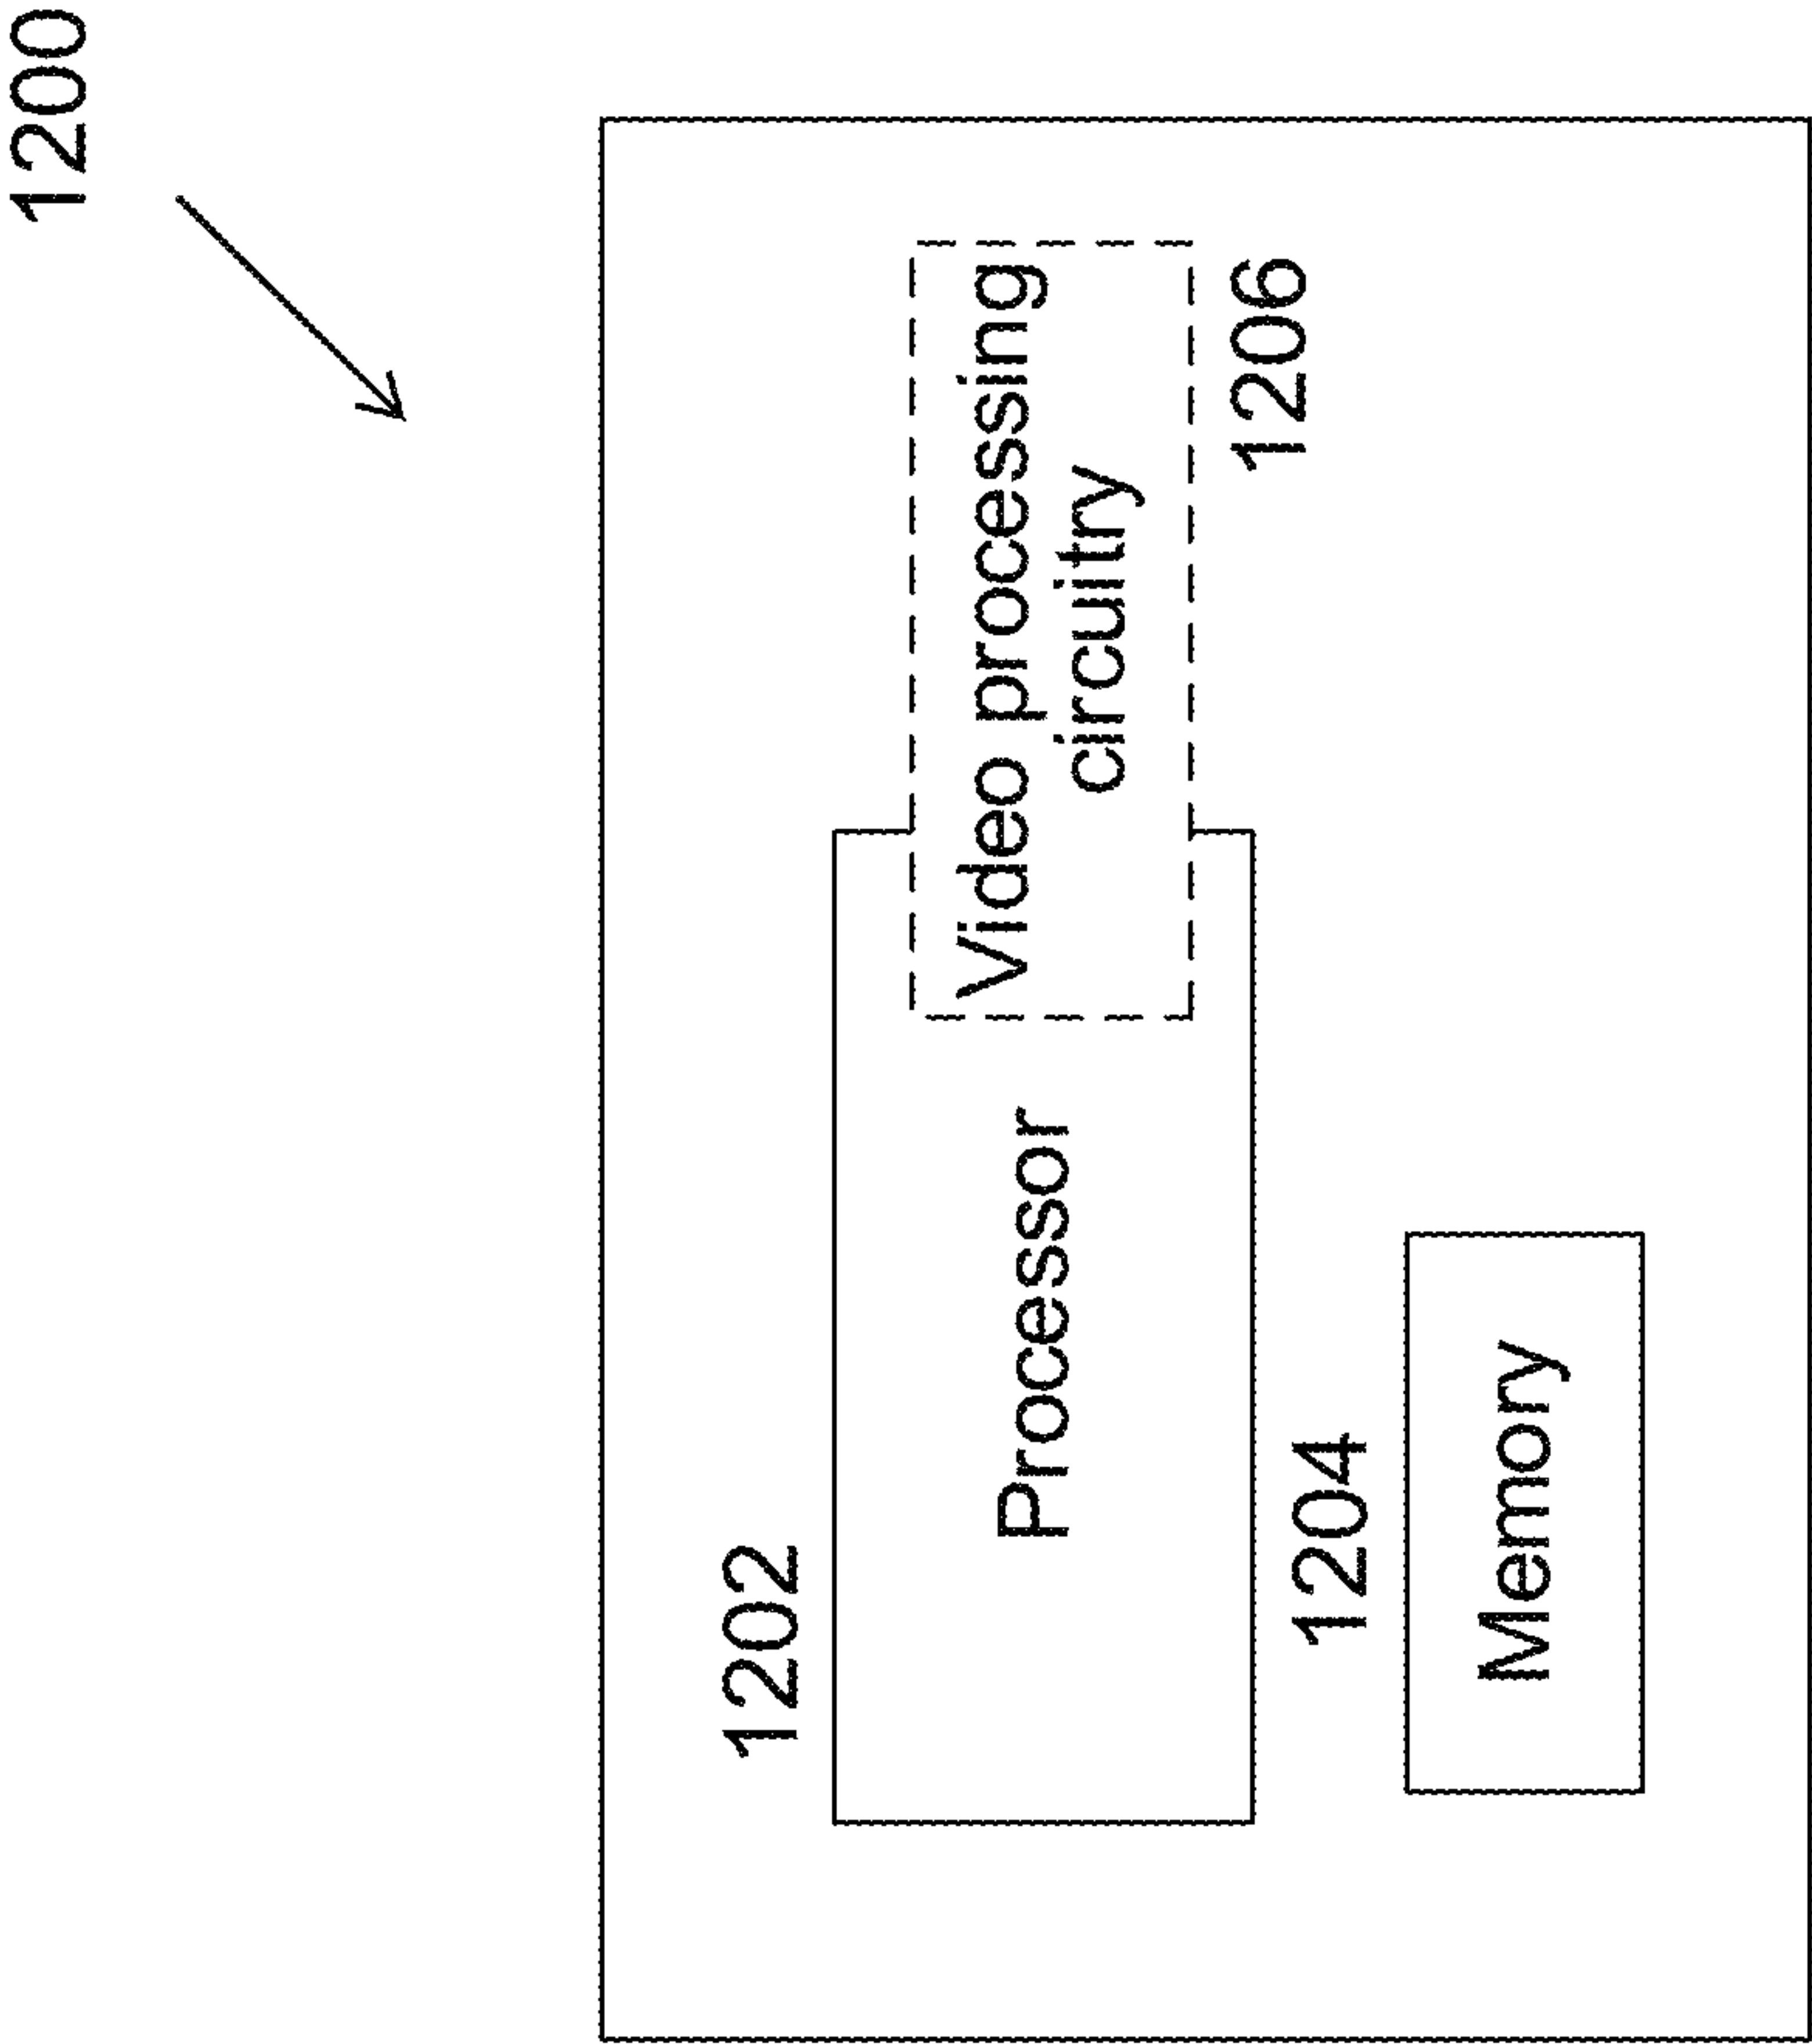 1200
1202
Processor
Video processing
circuitry
1206
1204
Memory